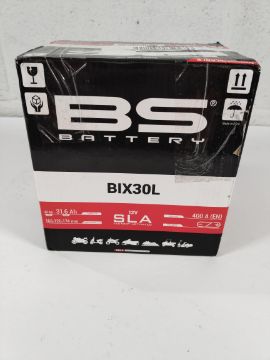 BS®
BATTERY
BIX30L
31,6 Ah
12V
SLA
400 A (EN)